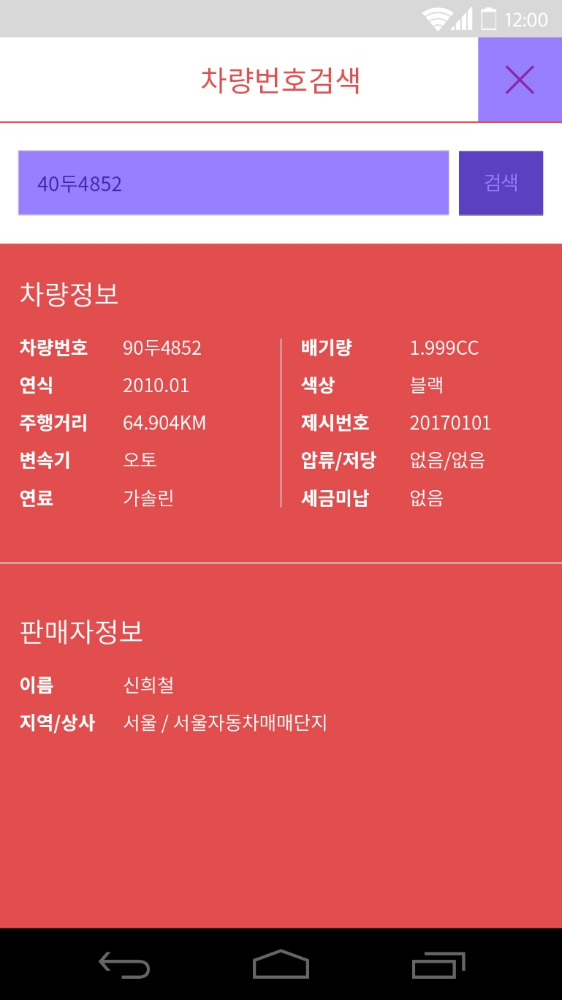 12:00
차량번호검색
40두4852
검색
차량정보
차량번호 90두4852
연식 2010.01
주행거리 64.904KM
변속기 오토
연료 가솔린
배기량 1.999CC
색상 블랙
제시번호 20170101
압류/저당 없음/없음
세금미납 없음
판매자정보
이름 신희철
지역/상사 서울 / 서울자동차매매단지